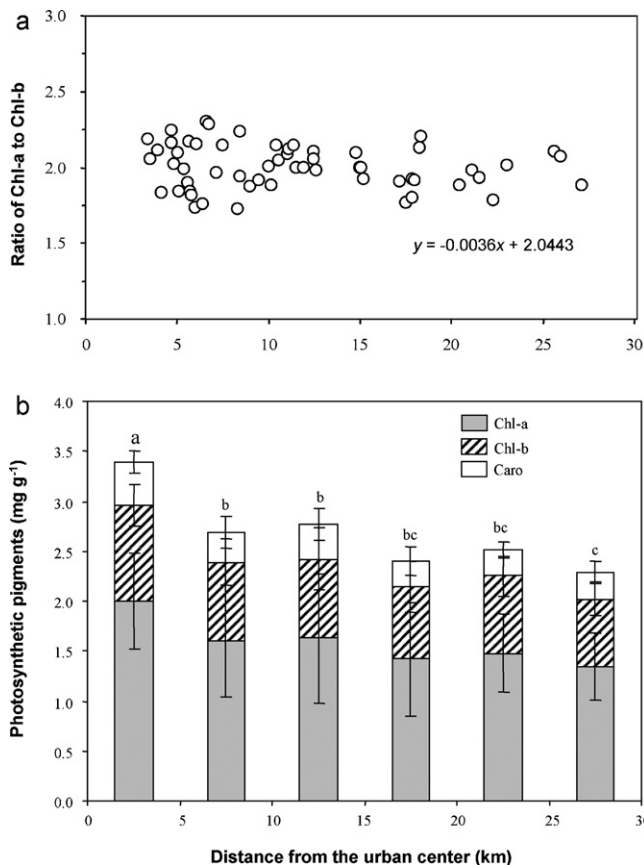 a
3.0
2.5
2.0
1.5
1.0
Ratio of Chl-a to Chl-b
y = -0.0036x + 2.0443
0 5 10 15 20 25 30
b
4.0
3.5
3.0
2.5
2.0
1.5
1.0
0.5
0.0
Photosynthetic pigments (mg g⁻¹)
Chl-a
Chl-b
Caro
a b b bc bc c
0 5 10 15 20 25 30
Distance from the urban center (km)